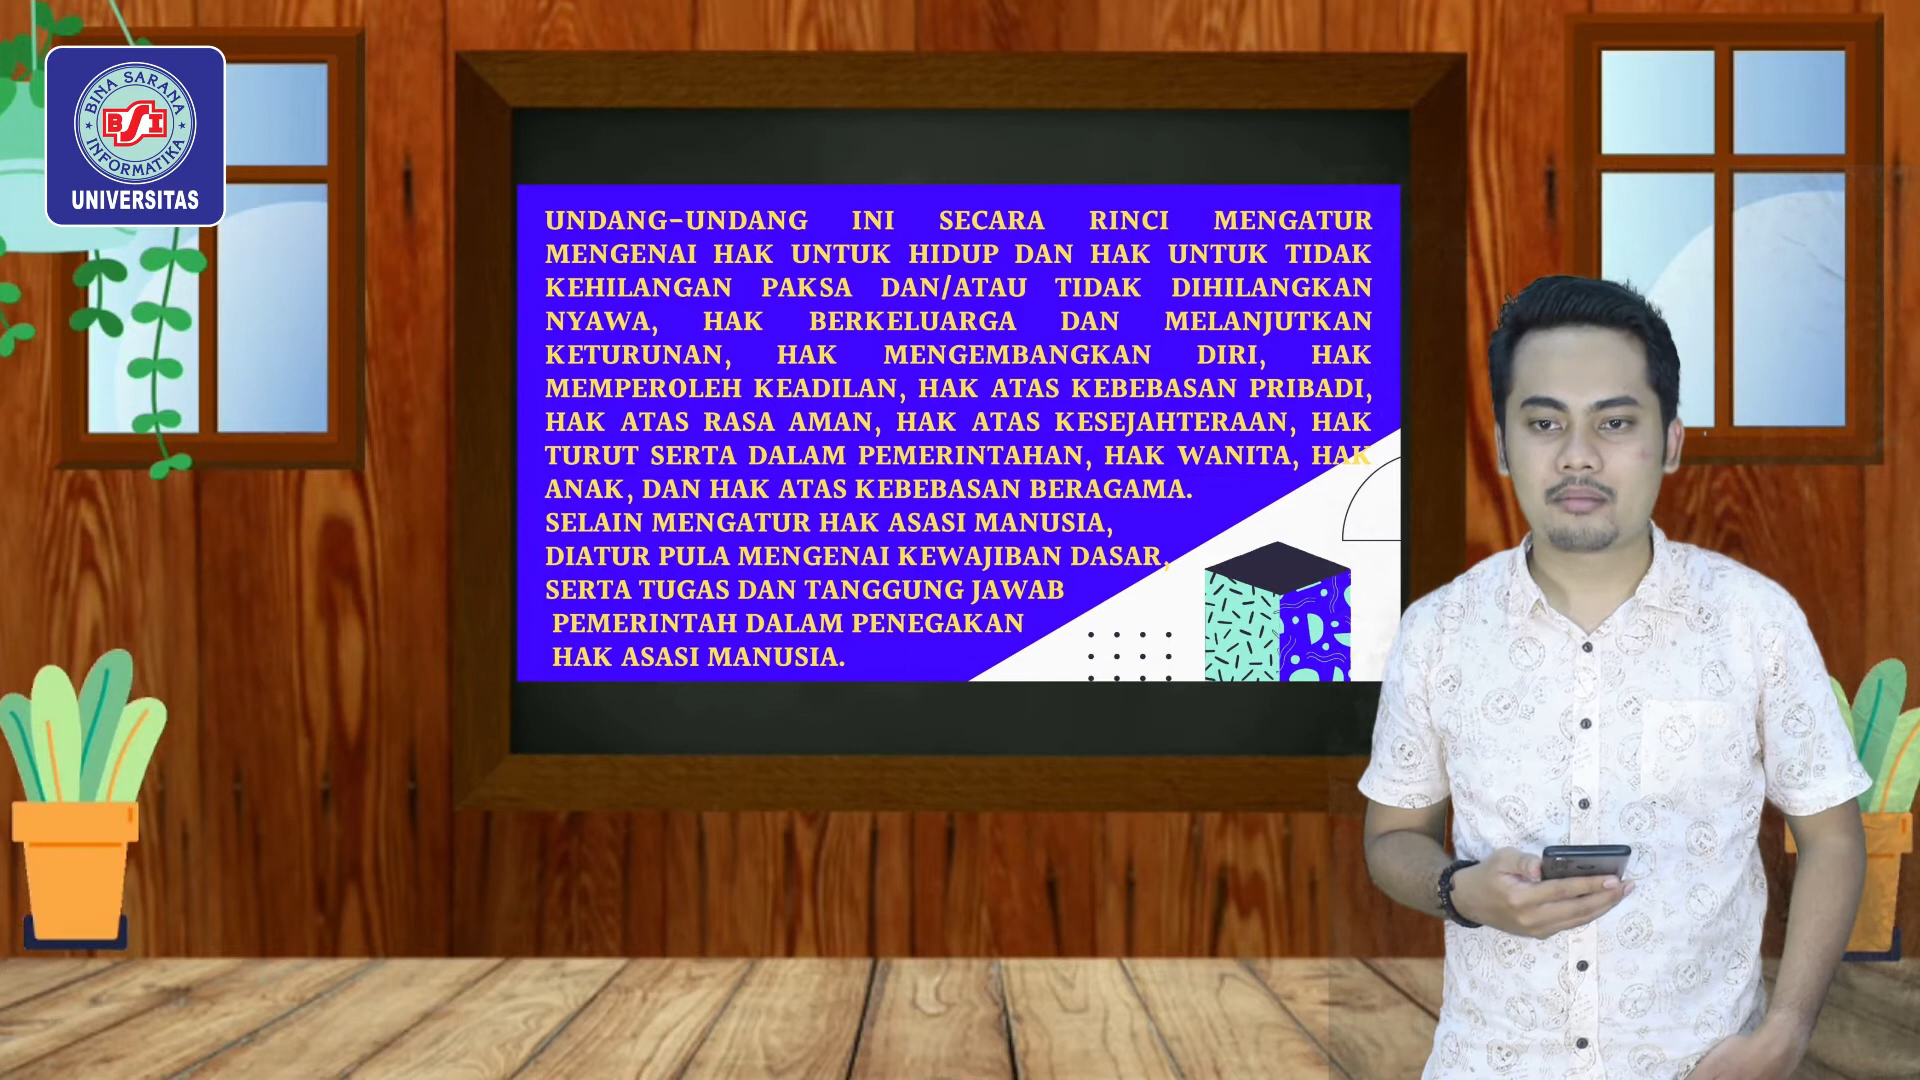 BINA SARANA
BSI
INFORMATIKA
UNIVERSITAS
UNDANG-UNDANG INI SECARA RINCI MENGATUR
MENGENAI HAK UNTUK HIDUP DAN HAK UNTUK TIDAK
KEHILANGAN PAKSA DAN/ATAU TIDAK DIHILANGKAN
NYAWA, HAK BERKELUARGA DAN MELANJUTKAN
KETURUNAN, HAK MENGEMBANGKAN DIRI, HAK
MEMPEROLEH KEADILAN, HAK ATAS KEBEBASAN PRIBADI,
HAK ATAS RASA AMAN, HAK ATAS KESEJAHTERAAN, HAK
TURUT SERTA DALAM PEMERINTAHAN, HAK WANITA, HAK
ANAK, DAN HAK ATAS KEBEBASAN BERAGAMA.
SELAIN MENGATUR HAK ASASI MANUSIA,
DIATUR PULA MENGENAI KEWAJIBAN DASAR,
SERTA TUGAS DAN TANGGUNG JAWAB
PEMERINTAH DALAM PENEGAKAN
HAK ASASI MANUSIA.